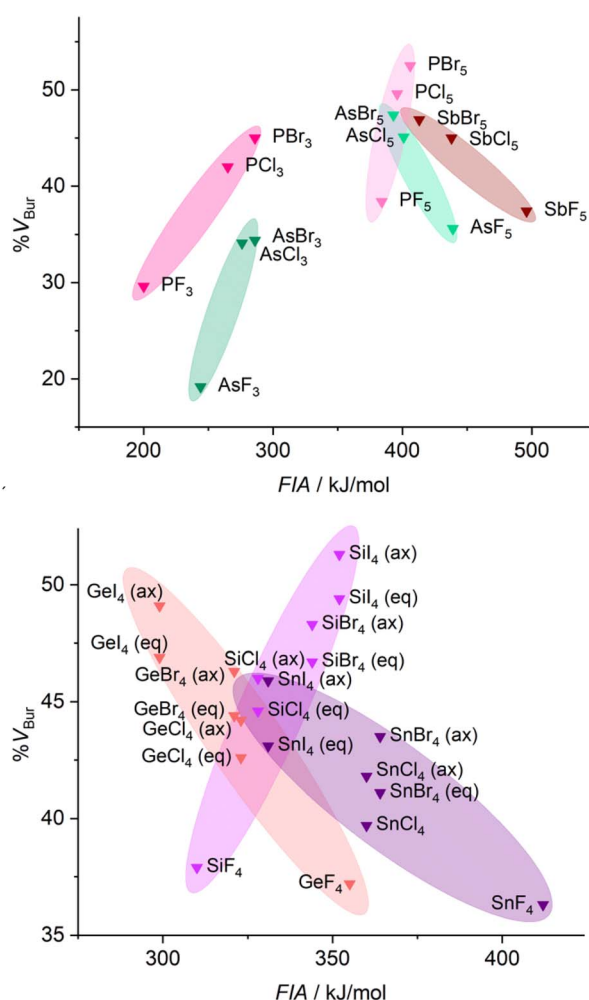 50
PBr₅
PCl₅
AsBr₅
SbBr₅
AsCl₅
SbCl₅
PBr₃
PCl₃
40
%V_Bur
PF₅
SbF₅
AsF₅
AsBr₃
AsCl₃
30
PF₃
20
AsF₃
200
300
400
500
FIA / kJ/mol
50
SiI₄ (ax)
GeI₄ (ax)
SiI₄ (eq)
SiBr₄ (ax)
GeI₄ (eq)
SiCl₄ (ax)
SiBr₄ (eq)
GeBr₄ (ax)
SnI₄ (ax)
45
GeBr₄ (eq)
SiCl₄ (eq)
GeCl₄ (ax)
SnBr₄ (ax)
SnI₄ (eq)
GeCl₄ (eq)
%V_Bur
SnCl₄ (ax)
SnBr₄ (eq)
40
SnCl₄
SiF₄
GeF₄
SnF₄
35
300
350
400
FIA / kJ/mol